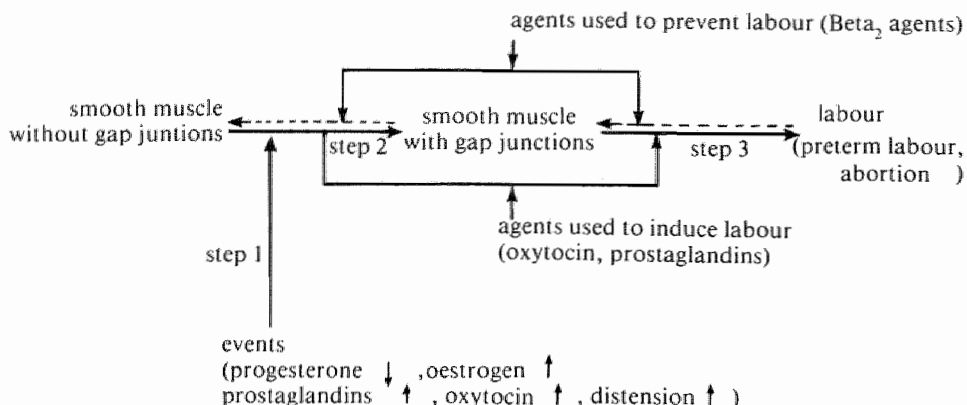 agents used to prevent labour (Beta₂ agents)
smooth muscle
without gap juntions
step 2
smooth muscle
with gap junctions
step 3
labour
(preterm labour,
abortion )
agents used to induce labour
(oxytocin, prostaglandins)
step 1
events
(progesterone ↓ ,oestrogen ↑
prostaglandins ↑ , oxytocin ↑ , distension ↑ )